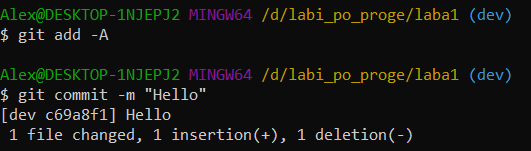 Alex@DESKTOP-1NJEPJ2 MINGW64 /d/labi_po_proge/laba1 (dev)
$ git add -A

Alex@DESKTOP-1NJEPJ2 MINGW64 /d/labi_po_proge/laba1 (dev)
$ git commit -m "Hello"
[dev c69a8f1] Hello
 1 file changed, 1 insertion(+), 1 deletion(-)